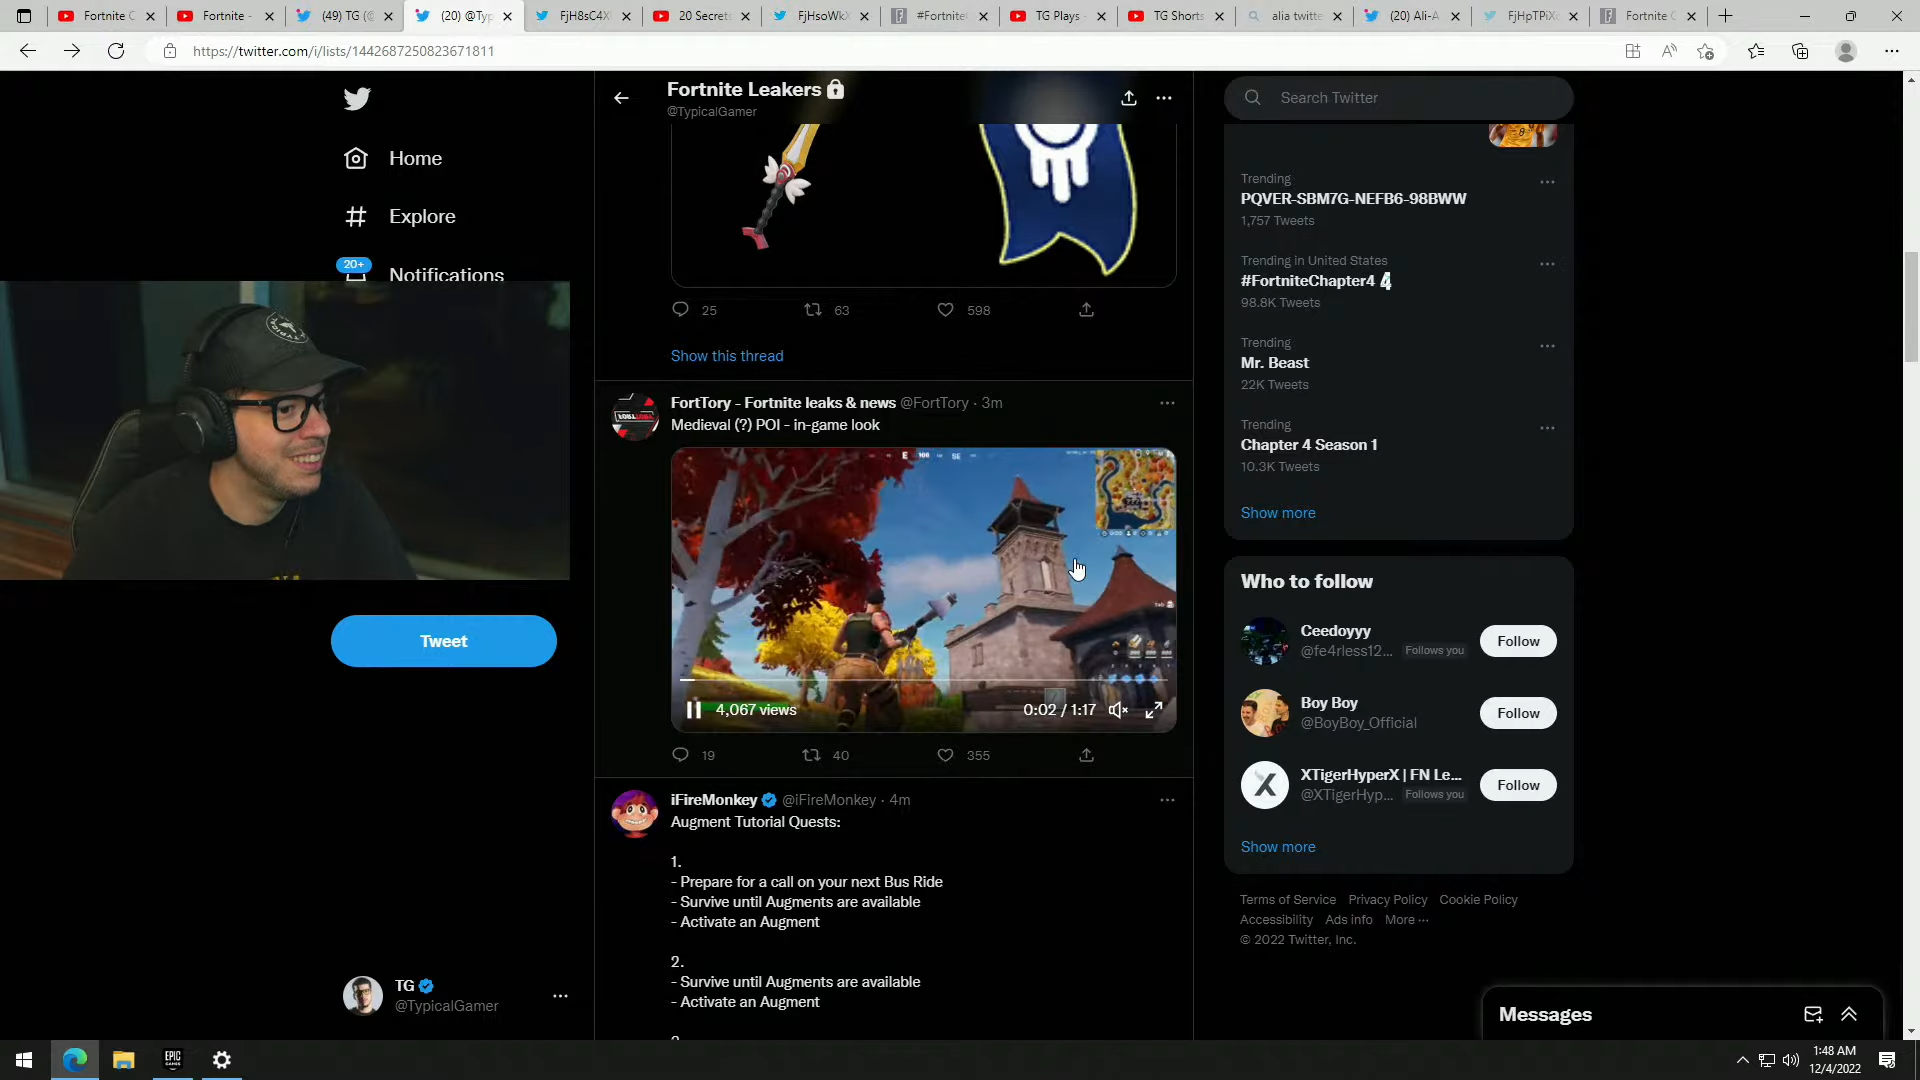 Fortnite C
Fortnite -
(49) TG (@
(20) @Typ
FjH8sC4X
20 Secrets
FjHsoWkX
#Fortnite
TG Plays -
TG Shorts
alia twitte
(20) Ali-A
FjHpTPiX
Fortnite C
https://twitter.com/i/lists/1442687250823671811
Fortnite Leakers
@TypicalGamer
Search Twitter
Home
Explore
20+
Notifications
Tweet
TG
@TypicalGamer
25 63 598
Show this thread
FortTory - Fortnite leaks & news @FortTory · 3m
Medieval (?) POI - in-game look
E 106 SE
Tab
4,067 views 0:02 / 1:17
19 40 355
iFireMonkey @iFireMonkey · 4m
Augment Tutorial Quests:
1.
- Prepare for a call on your next Bus Ride
- Survive until Augments are available
- Activate an Augment
2.
- Survive until Augments are available
- Activate an Augment
Trending
PQVER-SBM7G-NEFB6-98BWW
1,757 Tweets
Trending in United States
#FortniteChapter4 4
98.8K Tweets
Trending
Mr. Beast
22K Tweets
Trending
Chapter 4 Season 1
10.3K Tweets
Show more
Who to follow
Ceedoyyy
@fe4rless12... Follows you
Follow
Boy Boy
@BoyBoy_Official
Follow
XTigerHyperX | FN Le...
@XTigerHyp... Follows you
Follow
Show more
Terms of Service Privacy Policy Cookie Policy
Accessibility Ads info More ...
© 2022 Twitter, Inc.
Messages
EPIC
GAMES
1:48 AM
12/4/2022